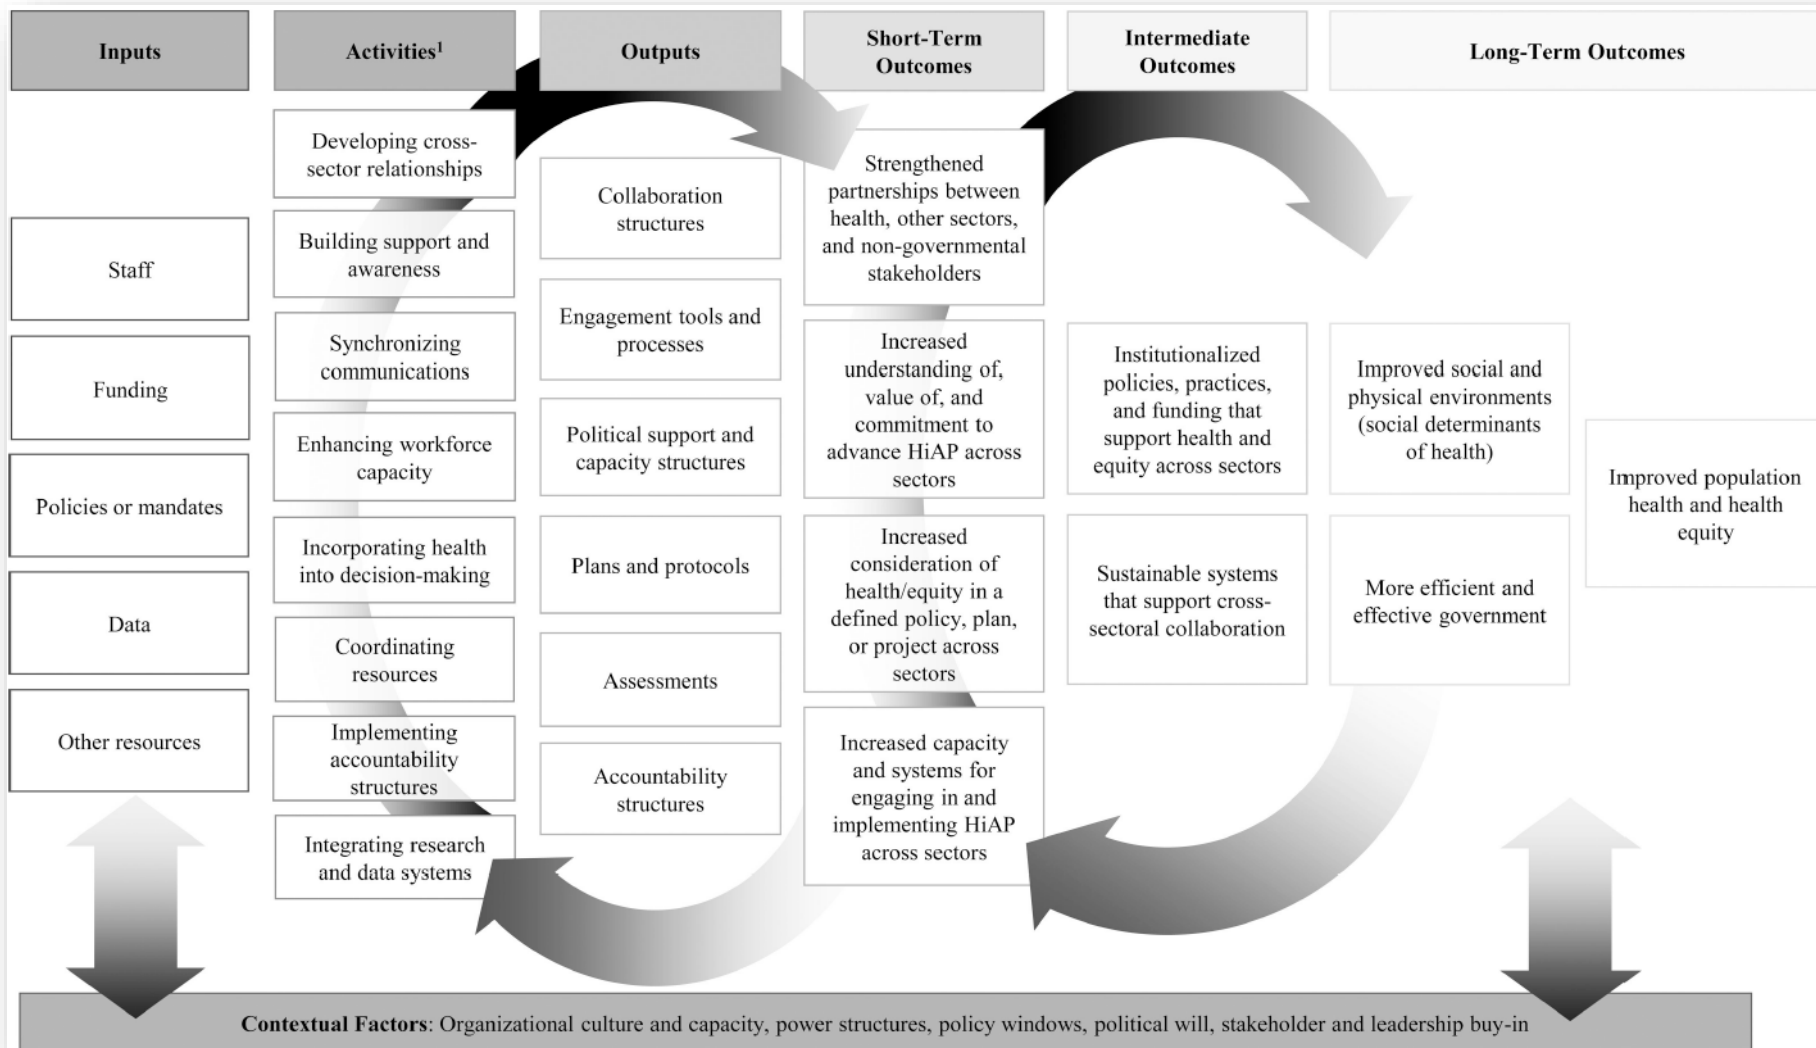 Inputs
Activities¹
Outputs
Short-Term
Outcomes
Intermediate
Outcomes
Long-Term Outcomes
Staff
Funding
Policies or mandates
Data
Other resources
Developing cross-
sector relationships
Building support and
awareness
Synchronizing
communications
Enhancing workforce
capacity
Incorporating health
into decision-making
Coordinating
resources
Implementing
accountability
structures
Integrating research
and data systems
Collaboration
structures
Engagement tools and
processes
Political support and
capacity structures
Plans and protocols
Assessments
Accountability
structures
Strengthened
partnerships between
health, other sectors,
and non-governmental
stakeholders
Increased
understanding of,
value of, and
commitment to
advance HiAP across
sectors
Increased
consideration of
health/equity in a
defined policy, plan,
or project across
sectors
Increased capacity
and systems for
engaging in and
implementing HiAP
across sectors
Institutionalized
policies, practices,
and funding that
support health and
equity across sectors
Sustainable systems
that support cross-
sectoral collaboration
Improved social and
physical environments
(social determinants
of health)
More efficient and
effective government
Improved population
health and health
equity
Contextual Factors: Organizational culture and capacity, power structures, policy windows, political will, stakeholder and leadership buy-in